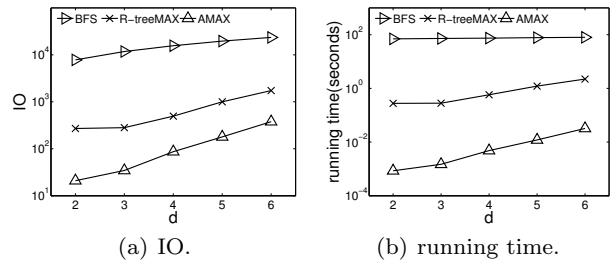 BFS R-treeMAX AMAX
10^4
10^3
10^2
10^1
IO
2 3 4 5 6
d
(a) IO.
BFS R-treeMAX AMAX
10^2
10^0
10^-2
10^-4
running time(seconds)
2 3 4 5 6
d
(b) running time.